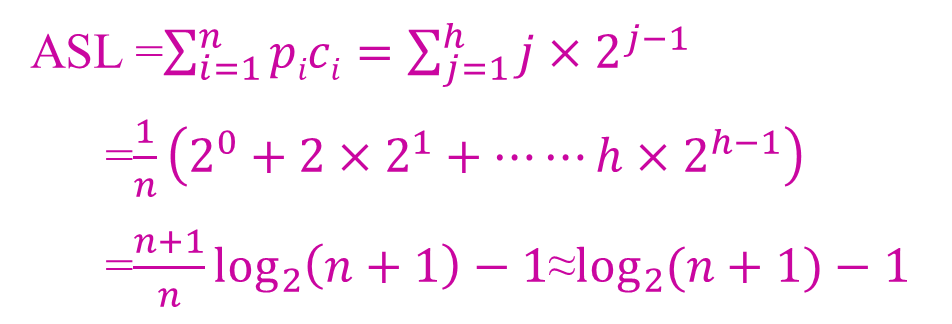 ASL =∑ⁿᵢ₌₁ pᵢcᵢ = ∑ʰⱼ₌₁ j × 2ʲ⁻¹
=1/n (2⁰ + 2 × 2¹ + ⋯⋯ h × 2ʰ⁻¹)
=(n+1)/n log₂(n + 1) − 1≈log₂(n + 1) − 1